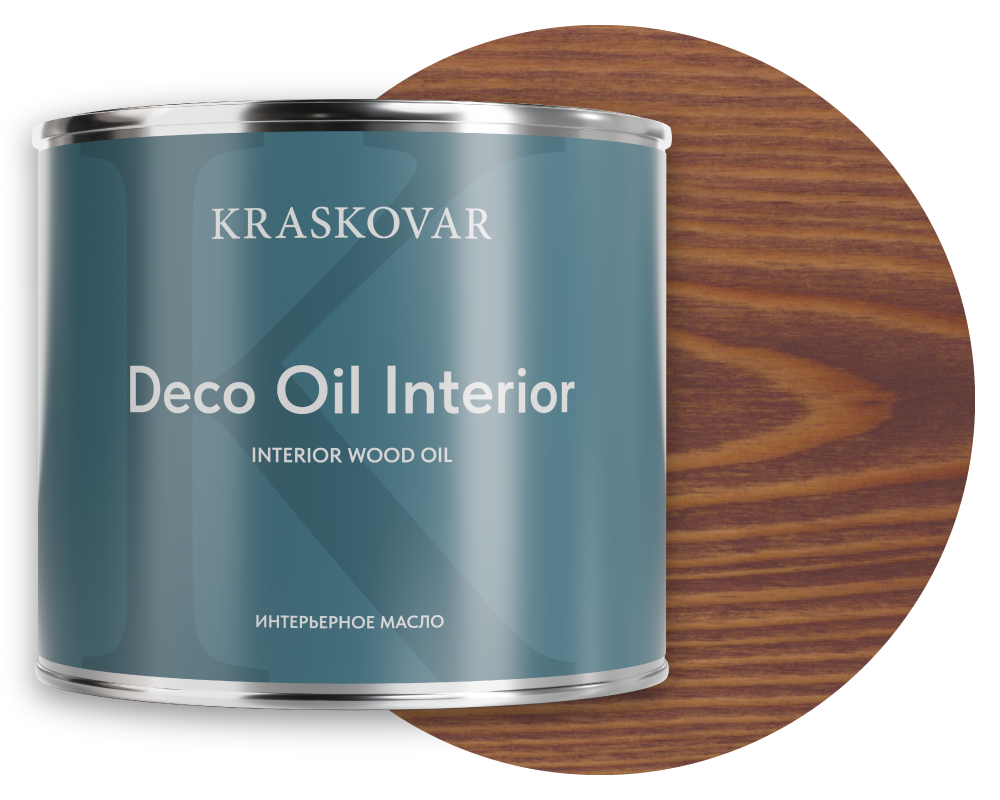 KRASKOVAR
Deco Oil Interior
INTERIOR WOOD OIL
ИНТЕРЬЕРНОЕ МАСЛО